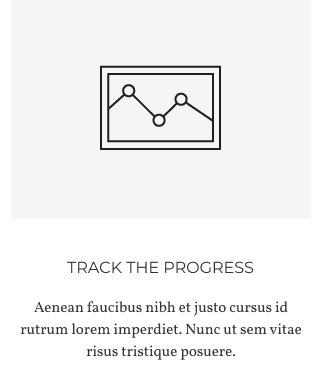 TRACK THE PROGRESS
Aenean faucibus nibh et justo cursus id
rutrum lorem imperdiet. Nunc ut sem vitae
risus tristique posuere.